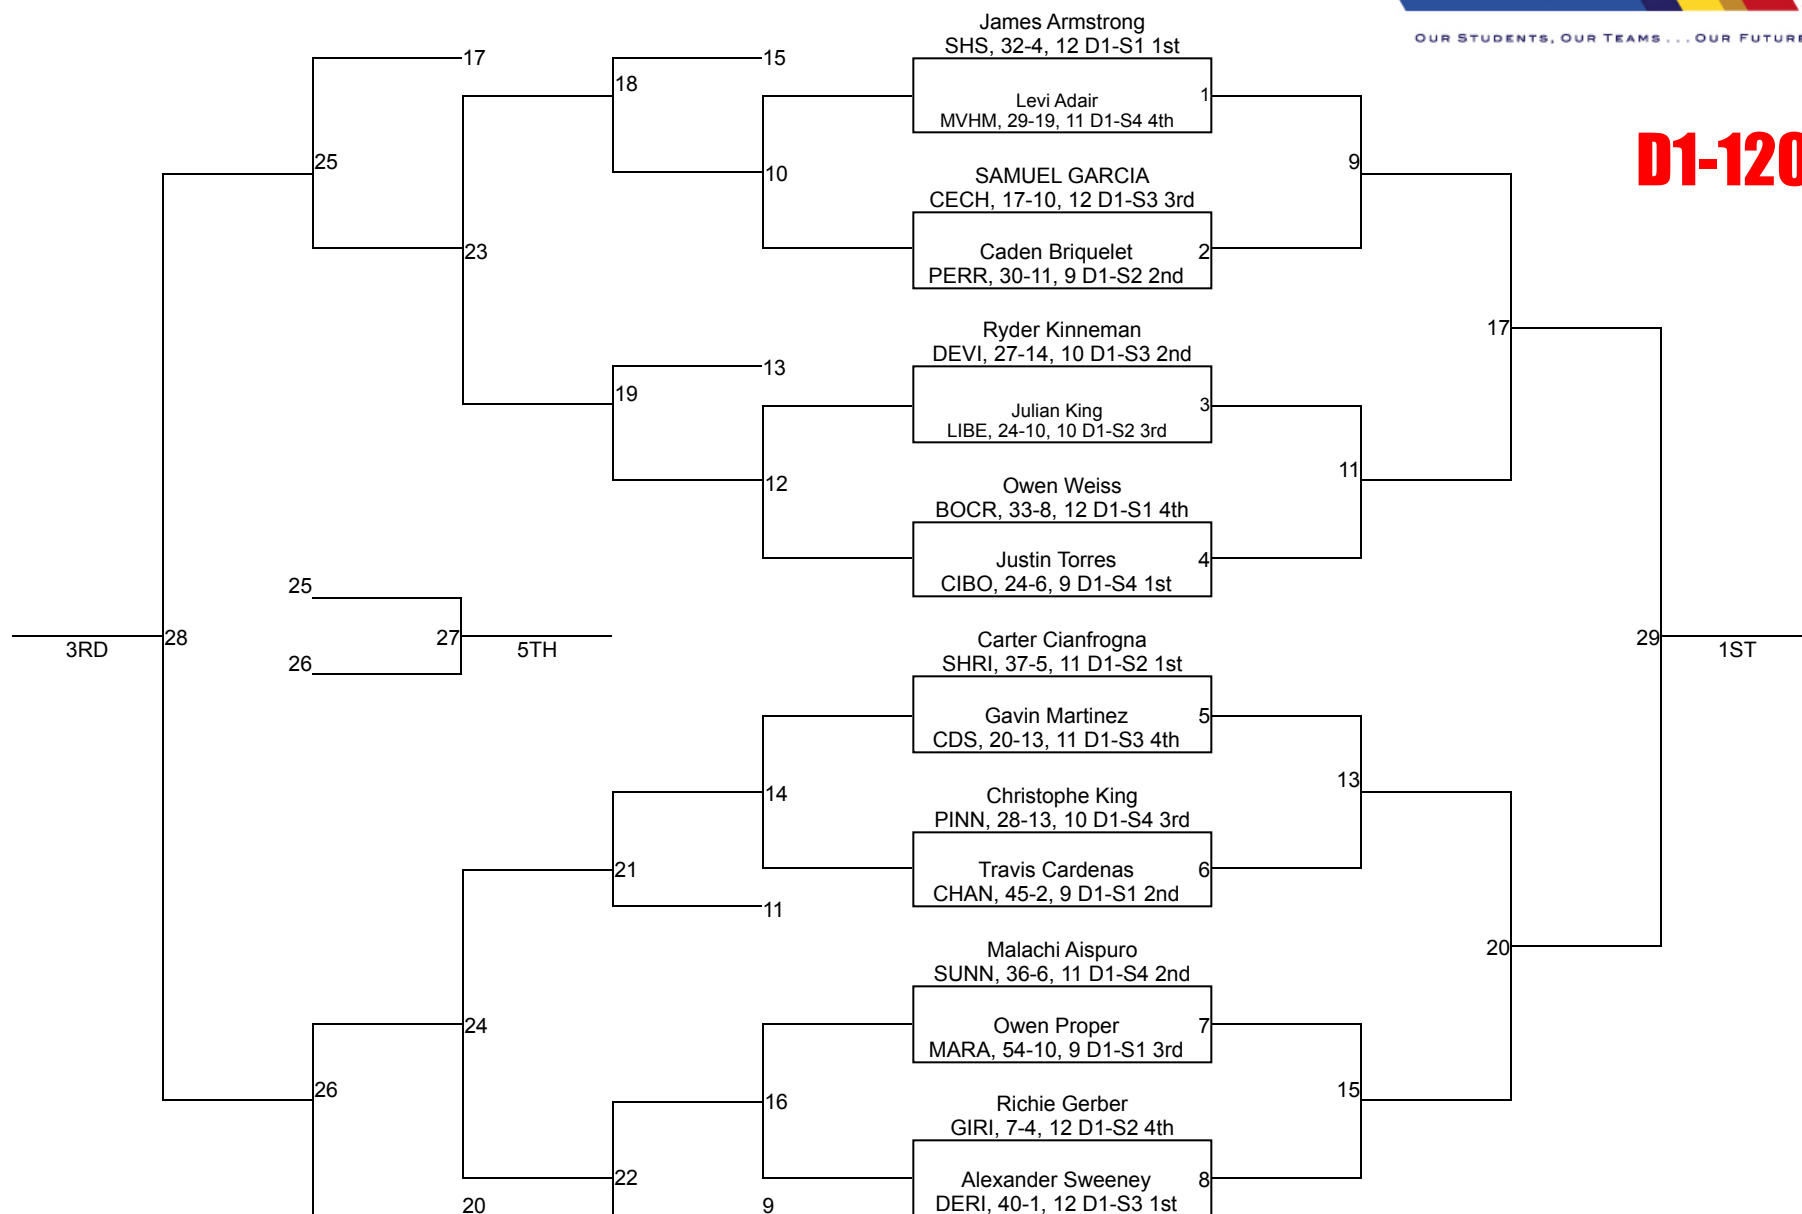 OUR STUDENTS, OUR TEAMS . . . OUR FUTURE
D1-120
James Armstrong
SHS, 32-4, 12 D1-S1 1st
17
15
18
Levi Adair
1
MVHM, 29-19, 11 D1-S4 4th
25
10
9
SAMUEL GARCIA
CECH, 17-10, 12 D1-S3 3rd
23
Caden Briquelet
2
PERR, 30-11, 9 D1-S2 2nd
Ryder Kinneman
17
DEVI, 27-14, 10 D1-S3 2nd
13
19
Julian King
3
LIBE, 24-10, 10 D1-S2 3rd
11
12
Owen Weiss
BOCR, 33-8, 12 D1-S1 4th
Justin Torres
4
CIBO, 24-6, 9 D1-S4 1st
25
28
27
29
3RD
5TH
1ST
26
Carter Cianfrogna
SHRI, 37-5, 11 D1-S2 1st
Gavin Martinez
5
CDS, 20-13, 11 D1-S3 4th
14
13
Christophe King
PINN, 28-13, 10 D1-S4 3rd
21
Travis Cardenas
6
CHAN, 45-2, 9 D1-S1 2nd
11
Malachi Aispuro
20
SUNN, 36-6, 11 D1-S4 2nd
24
Owen Proper
7
MARA, 54-10, 9 D1-S1 3rd
26
16
15
Richie Gerber
GIRI, 7-4, 12 D1-S2 4th
22
Alexander Sweeney
8
DERI, 40-1, 12 D1-S3 1st
20
9